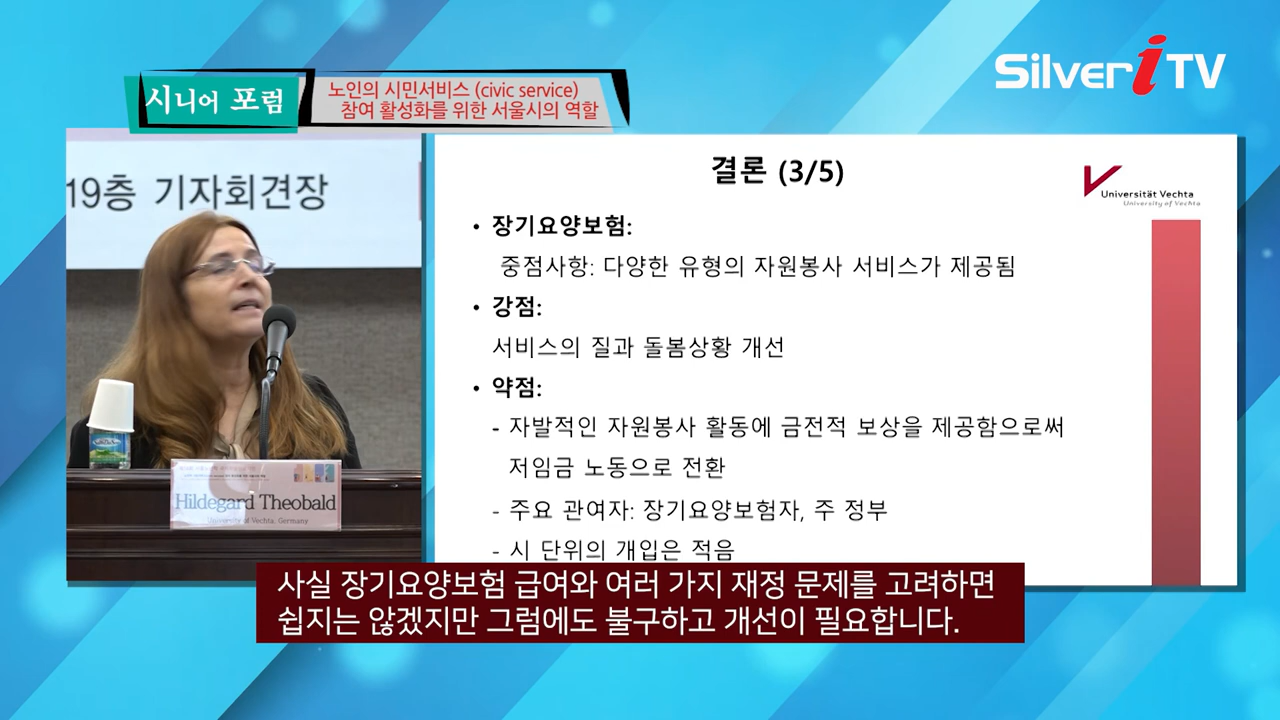 Silver i TV
시니어 포럼
노인의 시민서비스 (civic service)
참여 활성화를 위한 서울시의 역할
19층 기자회견장
Hildegard Theobald
University of Vechta, Germany
결론 (3/5)
Universität Vechta
University of Vechta
• 장기요양보험:
중점사항: 다양한 유형의 자원봉사 서비스가 제공됨
• 강점:
서비스의 질과 돌봄상황 개선
• 약점:
- 자발적인 자원봉사 활동에 금전적 보상을 제공함으로써
저임금 노동으로 전환
- 주요 관여자: 장기요양보험자, 주 정부
- 시 단위의 개입은 적음
사실 장기요양보험 급여와 여러 가지 재정 문제를 고려하면
쉽지는 않겠지만 그럼에도 불구하고 개선이 필요합니다.